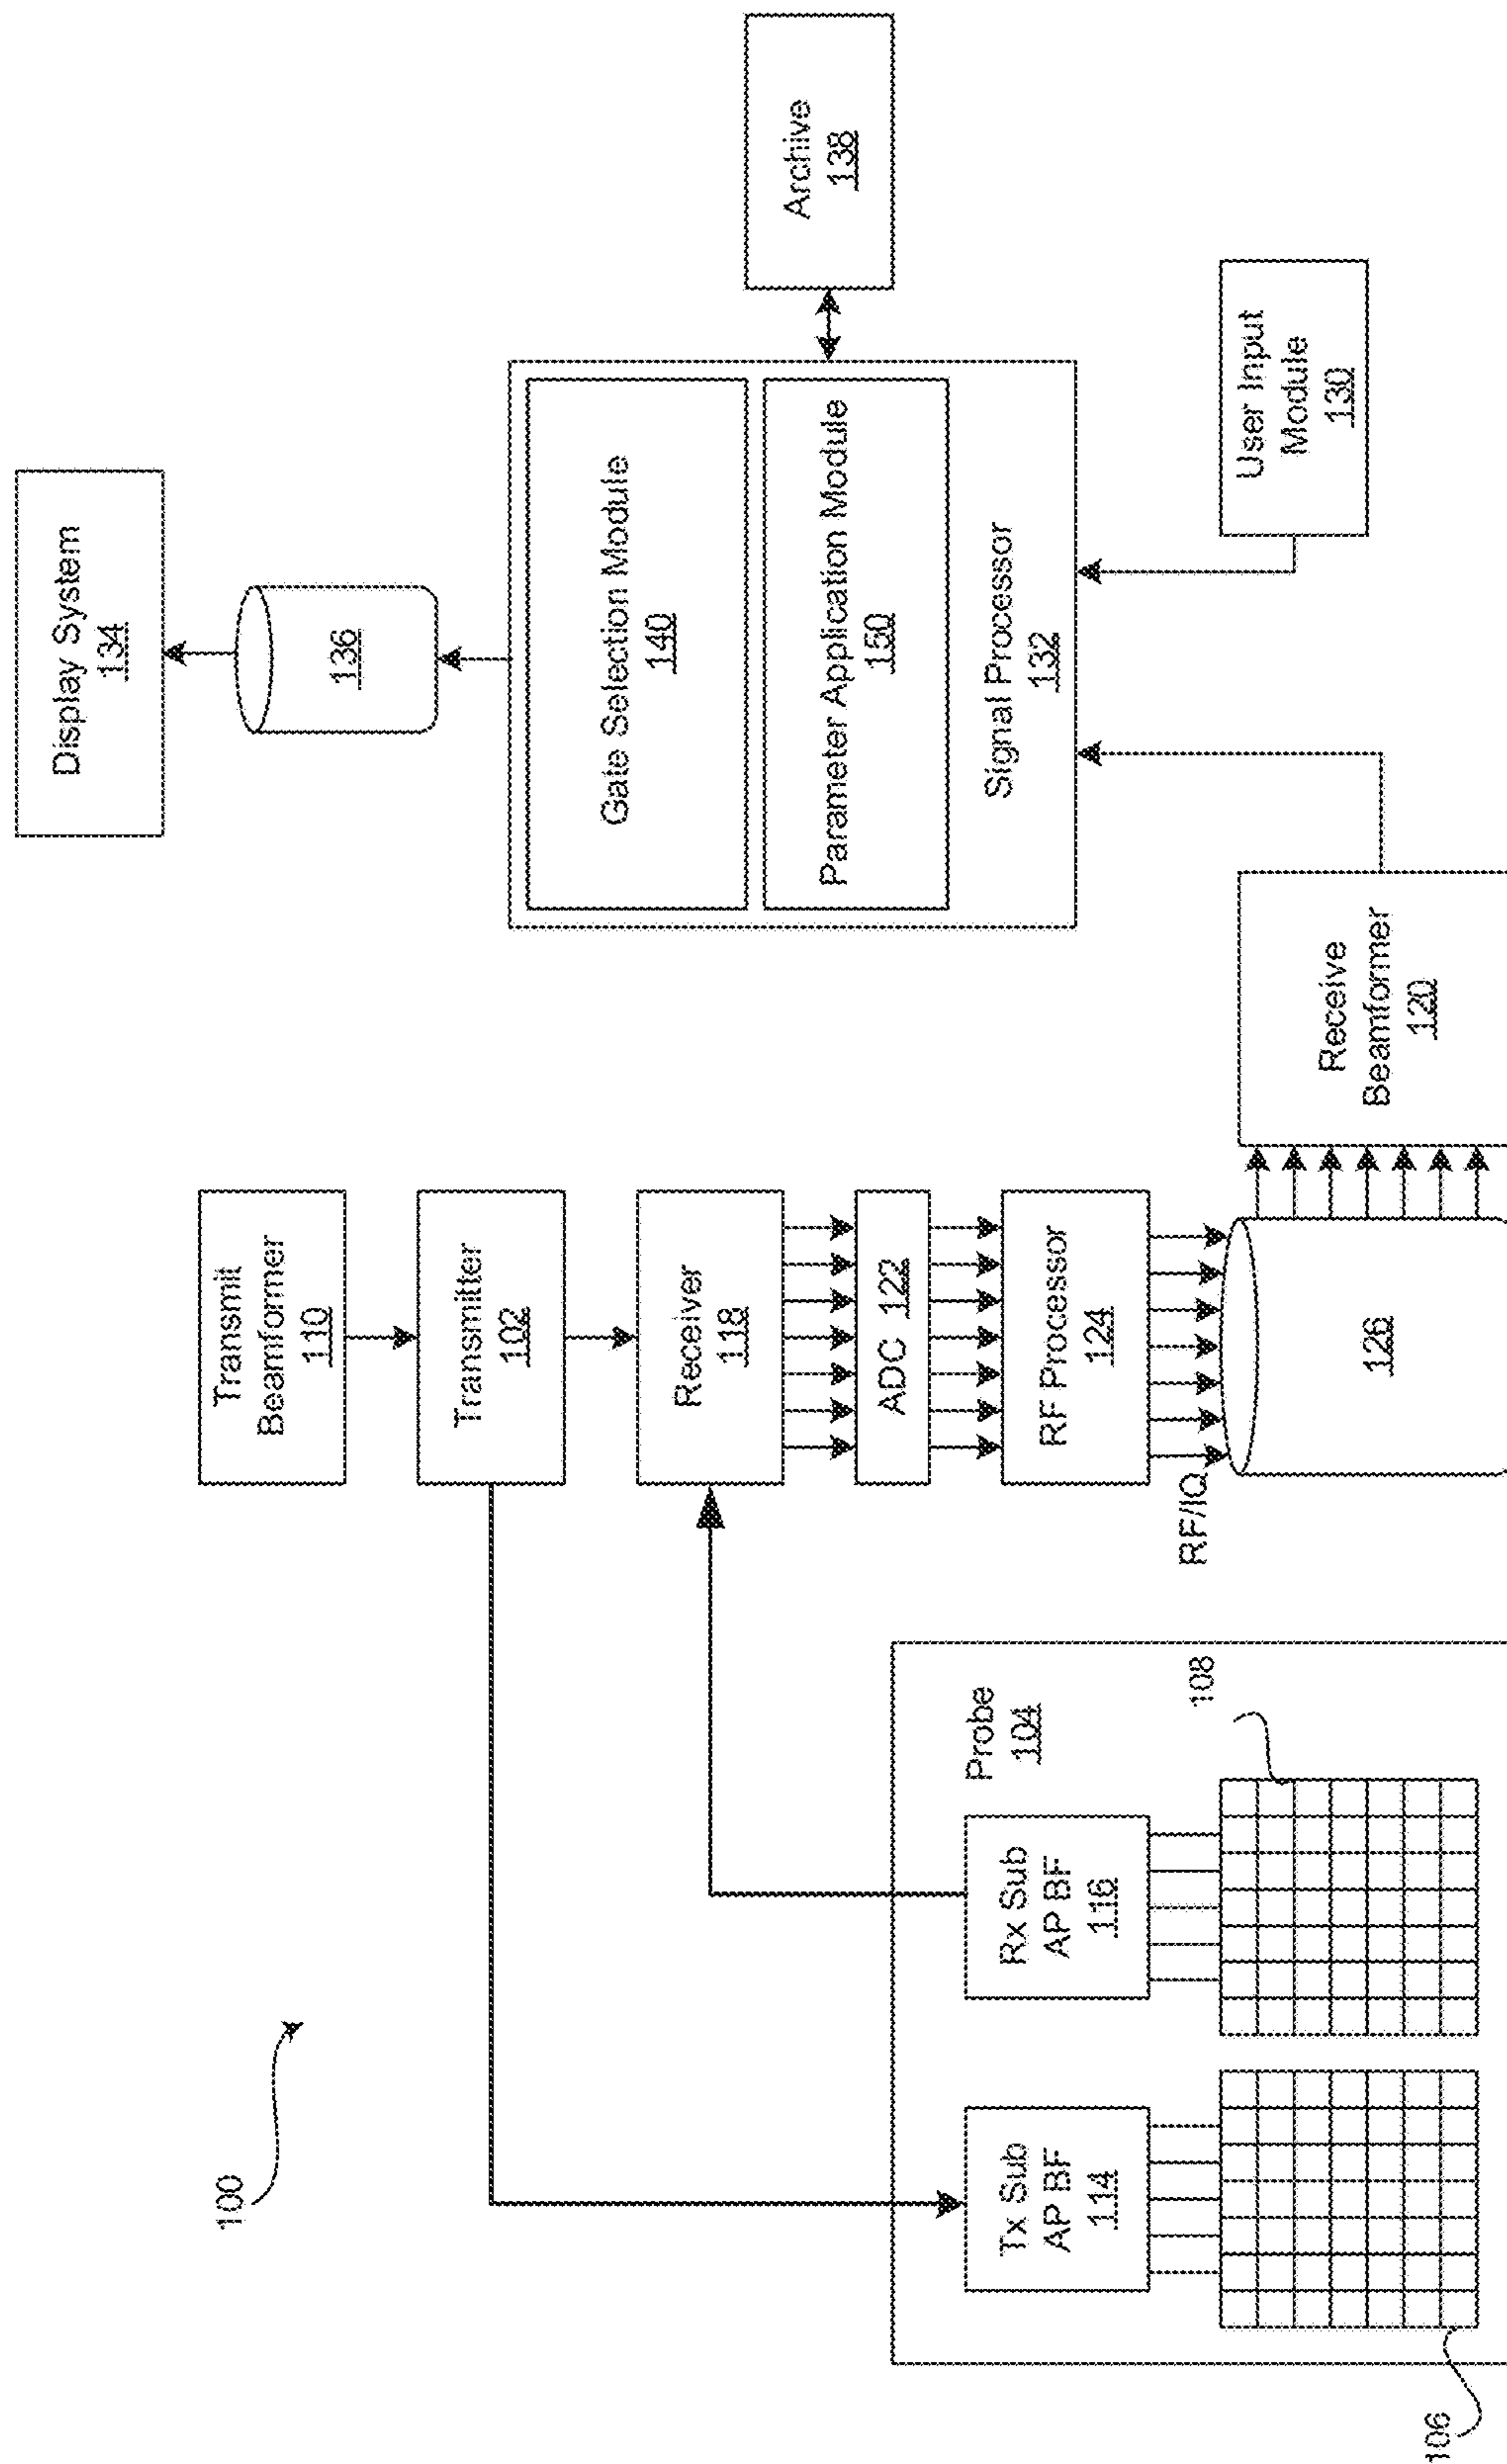 100
Transmit
Beamformer
110
Transmitter
102
Receiver
118
ADC 122
RF Processor
124
RF/IQ
126
Probe
104
Tx Sub
AP BF
114
Rx Sub
AP BF
116
106
108
Receive
Beamformer
120
Display System
134
136
Gate Selection Module
140
Parameter Application Module
150
Signal Processor
132
Archive
138
User Input
Module
130